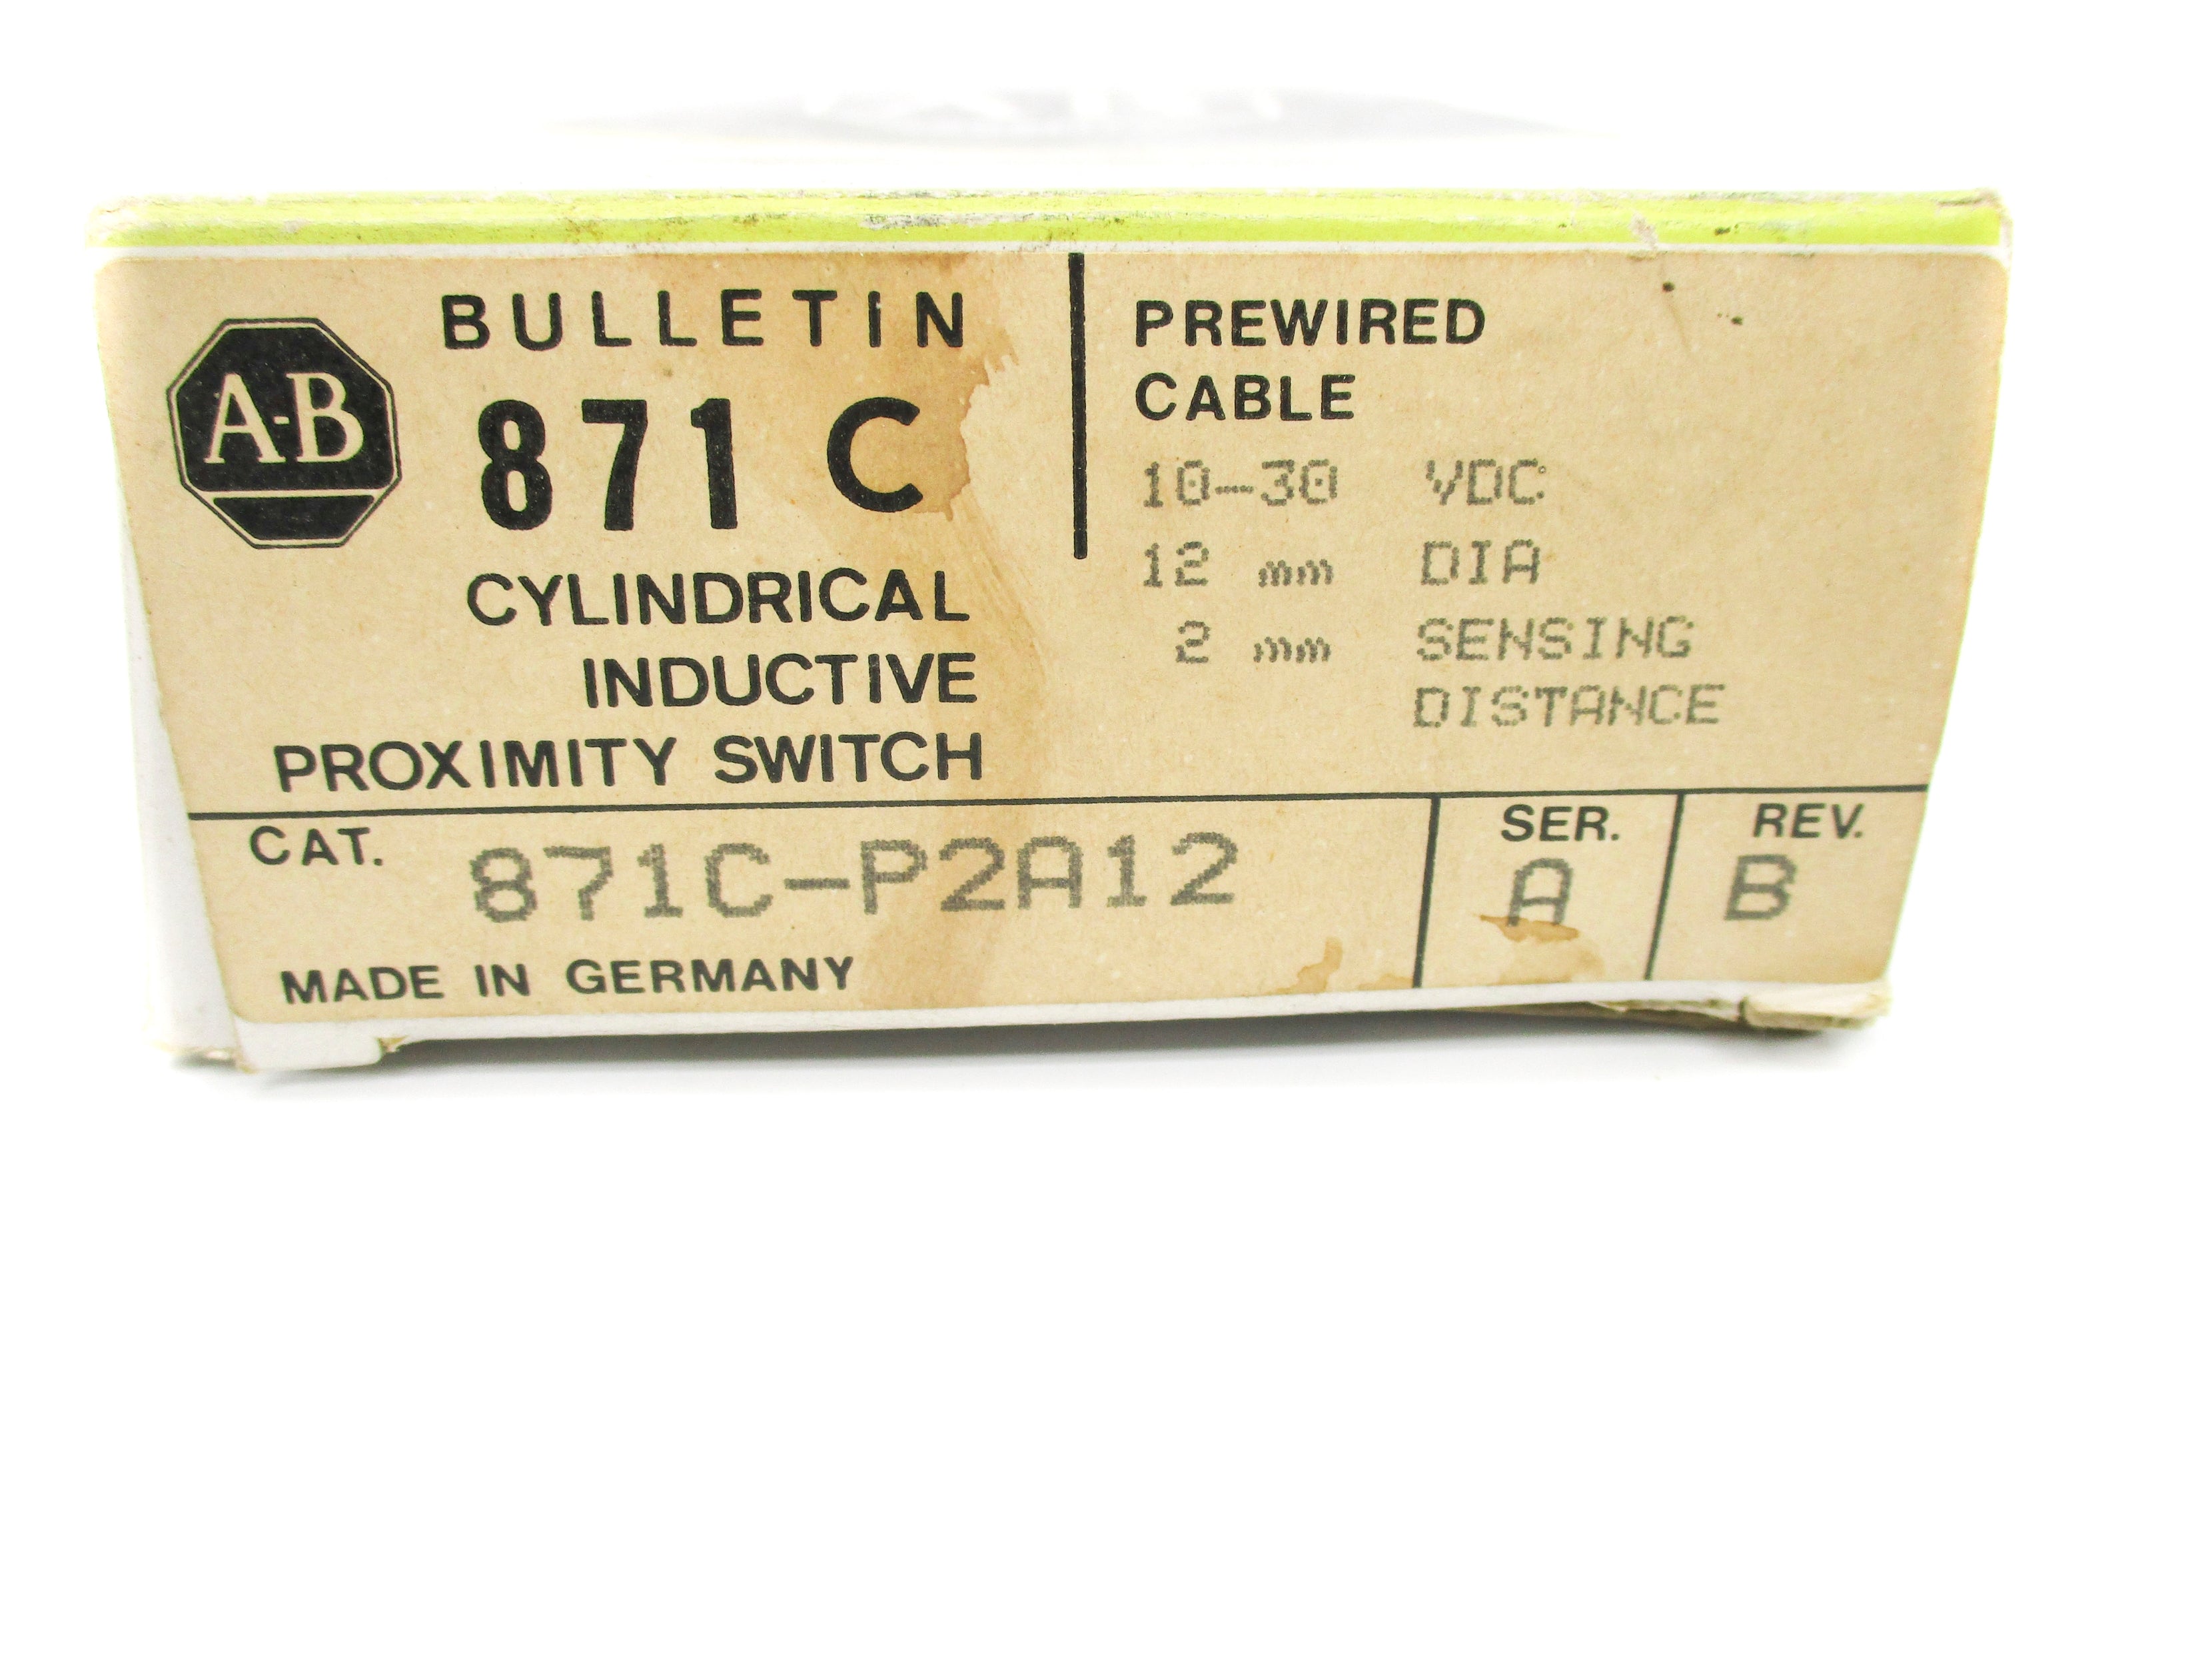 A-B
BULLETIN
871 C
CYLINDRICAL
INDUCTIVE
PROXIMITY SWITCH
PREWIRED
CABLE
10-30 VDC
12 mm DIA
2 mm SENSING
DISTANCE
CAT. 871C-P2A12
SER. A
REV. B
MADE IN GERMANY